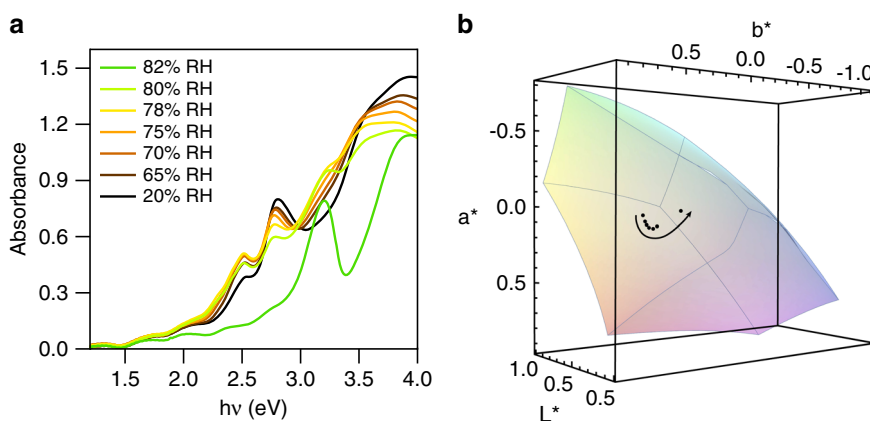 a
Absorbance
1.5
1.2
0.9
0.6
0.3
0.0
82% RH
80% RH
78% RH
75% RH
70% RH
65% RH
20% RH
1.5 2.0 2.5 3.0 3.5 4.0
hν (eV)
b
b*
0.5 0.0 -0.5 -1.0
a*
-0.5
0.0
0.5
1.0 0.5 0.5
L*